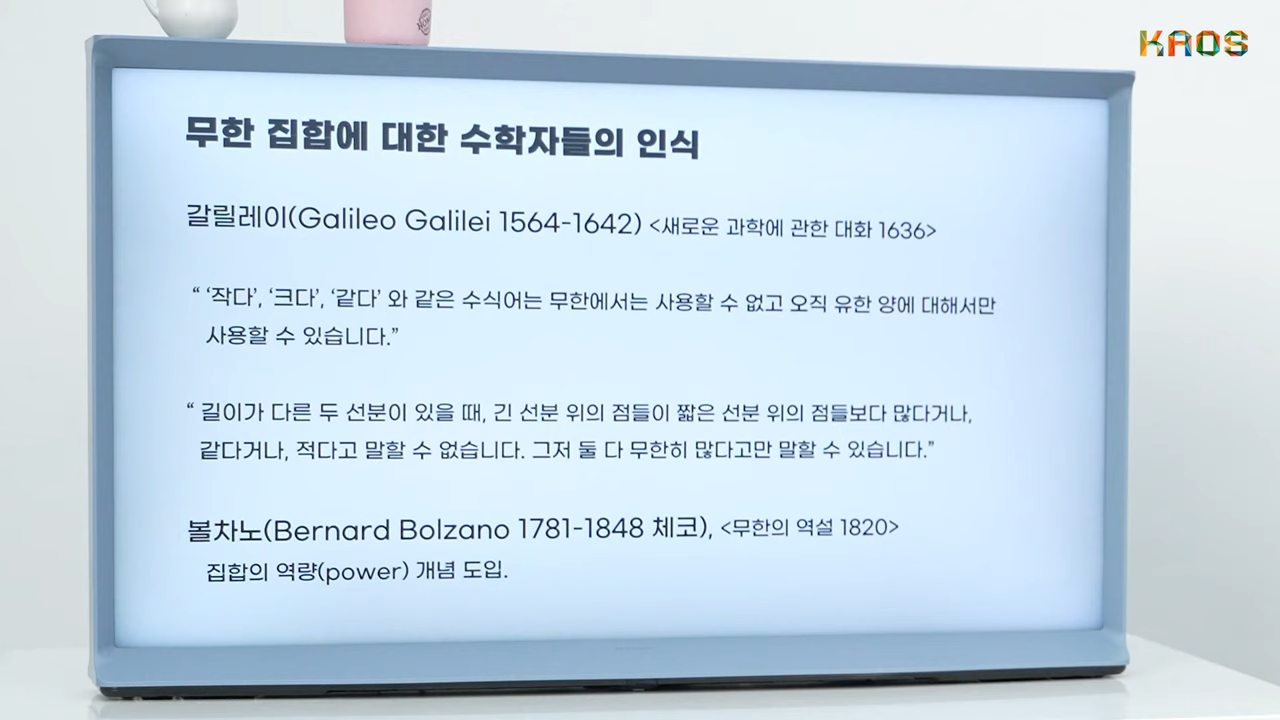 KAOS
무한 집합에 대한 수학자들의 인식
갈릴레이(Galileo Galilei 1564-1642) <새로운 과학에 관한 대화 1636>
“ ‘작다’, ‘크다’, ‘같다’ 와 같은 수식어는 무한에서는 사용할 수 없고 오직 유한 양에 대해서만
사용할 수 있습니다.”
“ 길이가 다른 두 선분이 있을 때, 긴 선분 위의 점들이 짧은 선분 위의 점들보다 많다거나,
같다거나, 적다고 말할 수 없습니다. 그저 둘 다 무한히 많다고만 말할 수 있습니다.”
볼차노(Bernard Bolzano 1781-1848 체코), <무한의 역설 1820>
집합의 역량(power) 개념 도입.